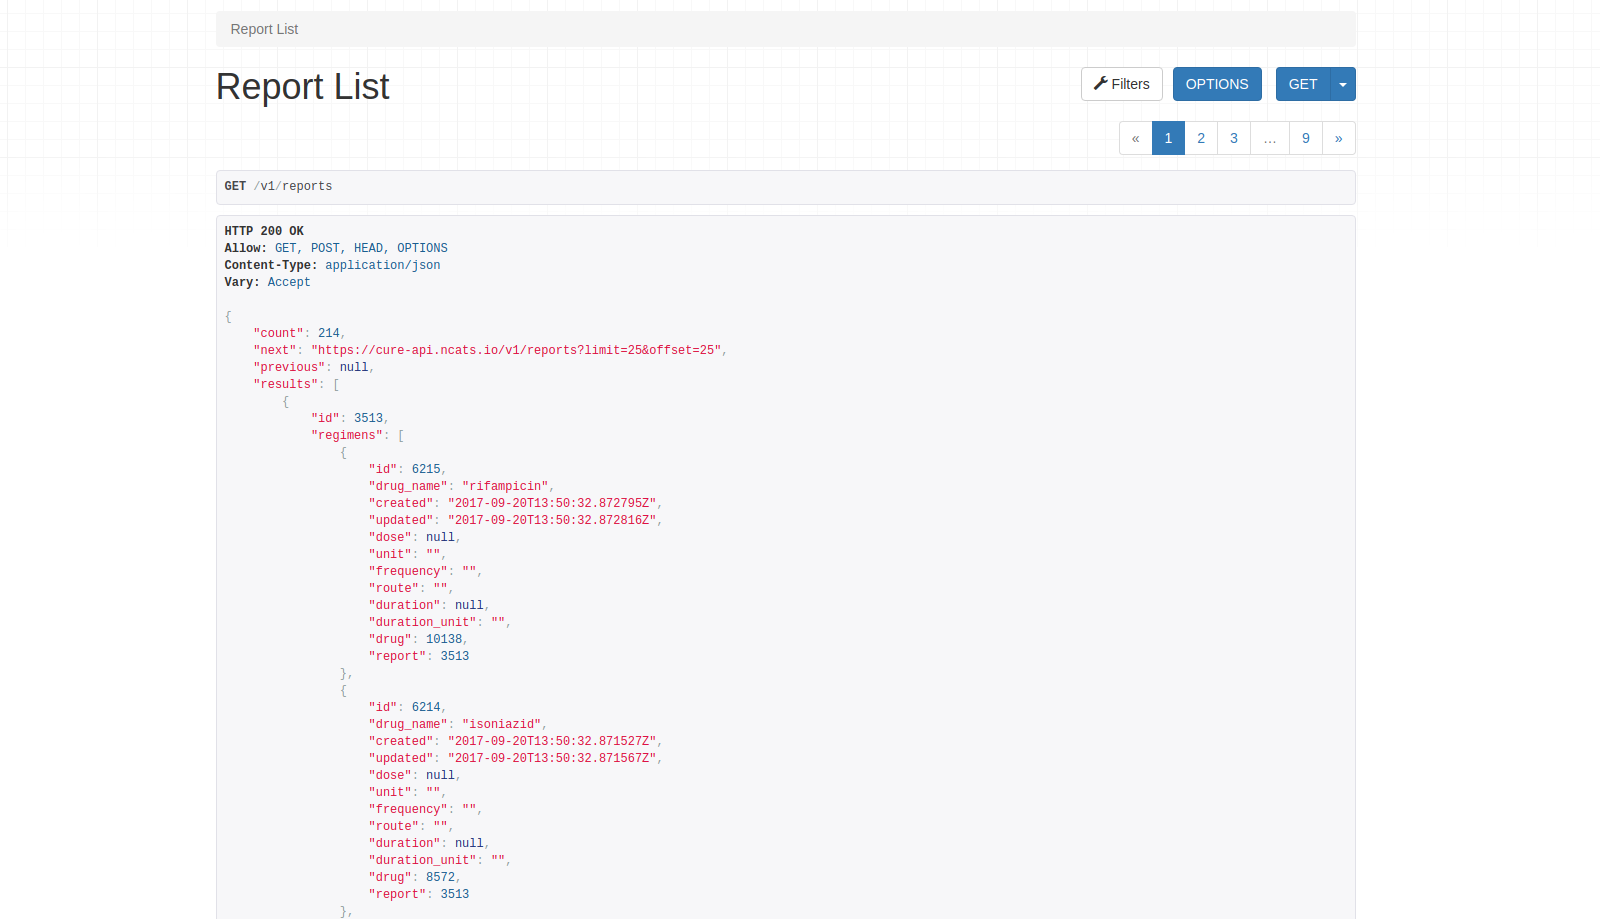 Report List
Report List
Filters OPTIONS GET
« 1 2 3 … 9 »
GET /v1/reports
HTTP 200 OK
Allow: GET, POST, HEAD, OPTIONS
Content-Type: application/json
Vary: Accept
{
    "count": 214,
    "next": "https://cure-api.ncats.io/v1/reports?limit=25&offset=25",
    "previous": null,
    "results": [
        {
            "id": 3513,
            "regimens": [
                {
                    "id": 6215,
                    "drug_name": "rifampicin",
                    "created": "2017-09-20T13:50:32.872795Z",
                    "updated": "2017-09-20T13:50:32.872816Z",
                    "dose": null,
                    "unit": "",
                    "frequency": "",
                    "route": "",
                    "duration": null,
                    "duration_unit": "",
                    "drug": 10138,
                    "report": 3513
                },
                {
                    "id": 6214,
                    "drug_name": "isoniazid",
                    "created": "2017-09-20T13:50:32.871527Z",
                    "updated": "2017-09-20T13:50:32.871567Z",
                    "dose": null,
                    "unit": "",
                    "frequency": "",
                    "route": "",
                    "duration": null,
                    "duration_unit": "",
                    "drug": 8572,
                    "report": 3513
                },